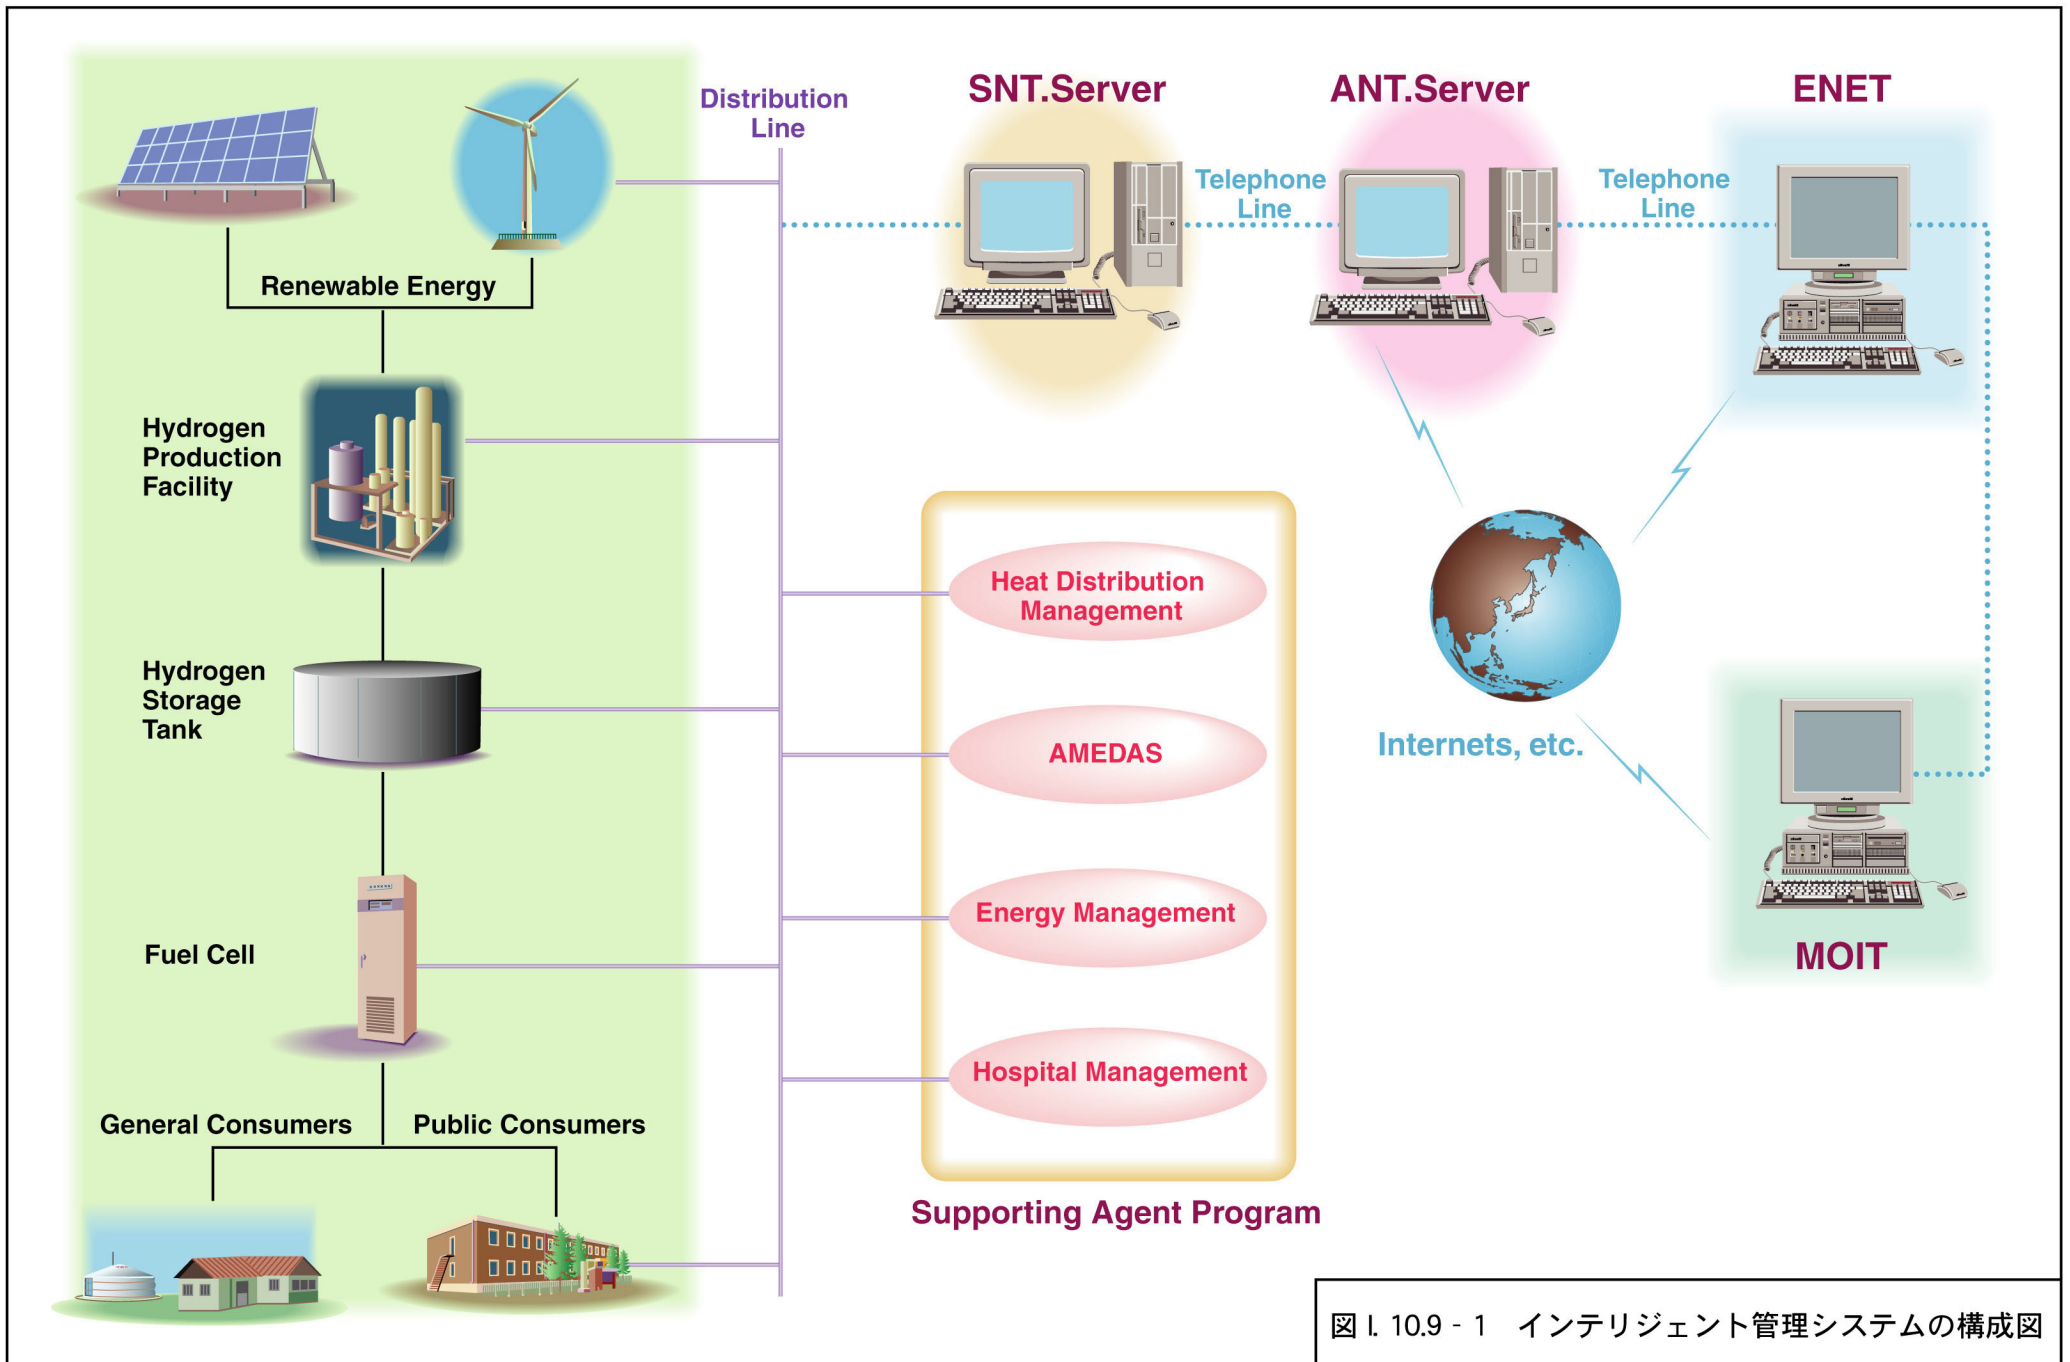 Distribution
Line
SNT.Server
ANT.Server
ENET
Telephone
Line
Telephone
Line
Renewable Energy
Hydrogen
Production
Facility
Heat Distribution
Management
Hydrogen
Storage
Tank
AMEDAS
Internets, etc.
Energy Management
Fuel Cell
MOIT
Hospital Management
General Consumers
Public Consumers
Supporting Agent Program
図 I. 10.9 - 1　インテリジェント管理システムの構成図